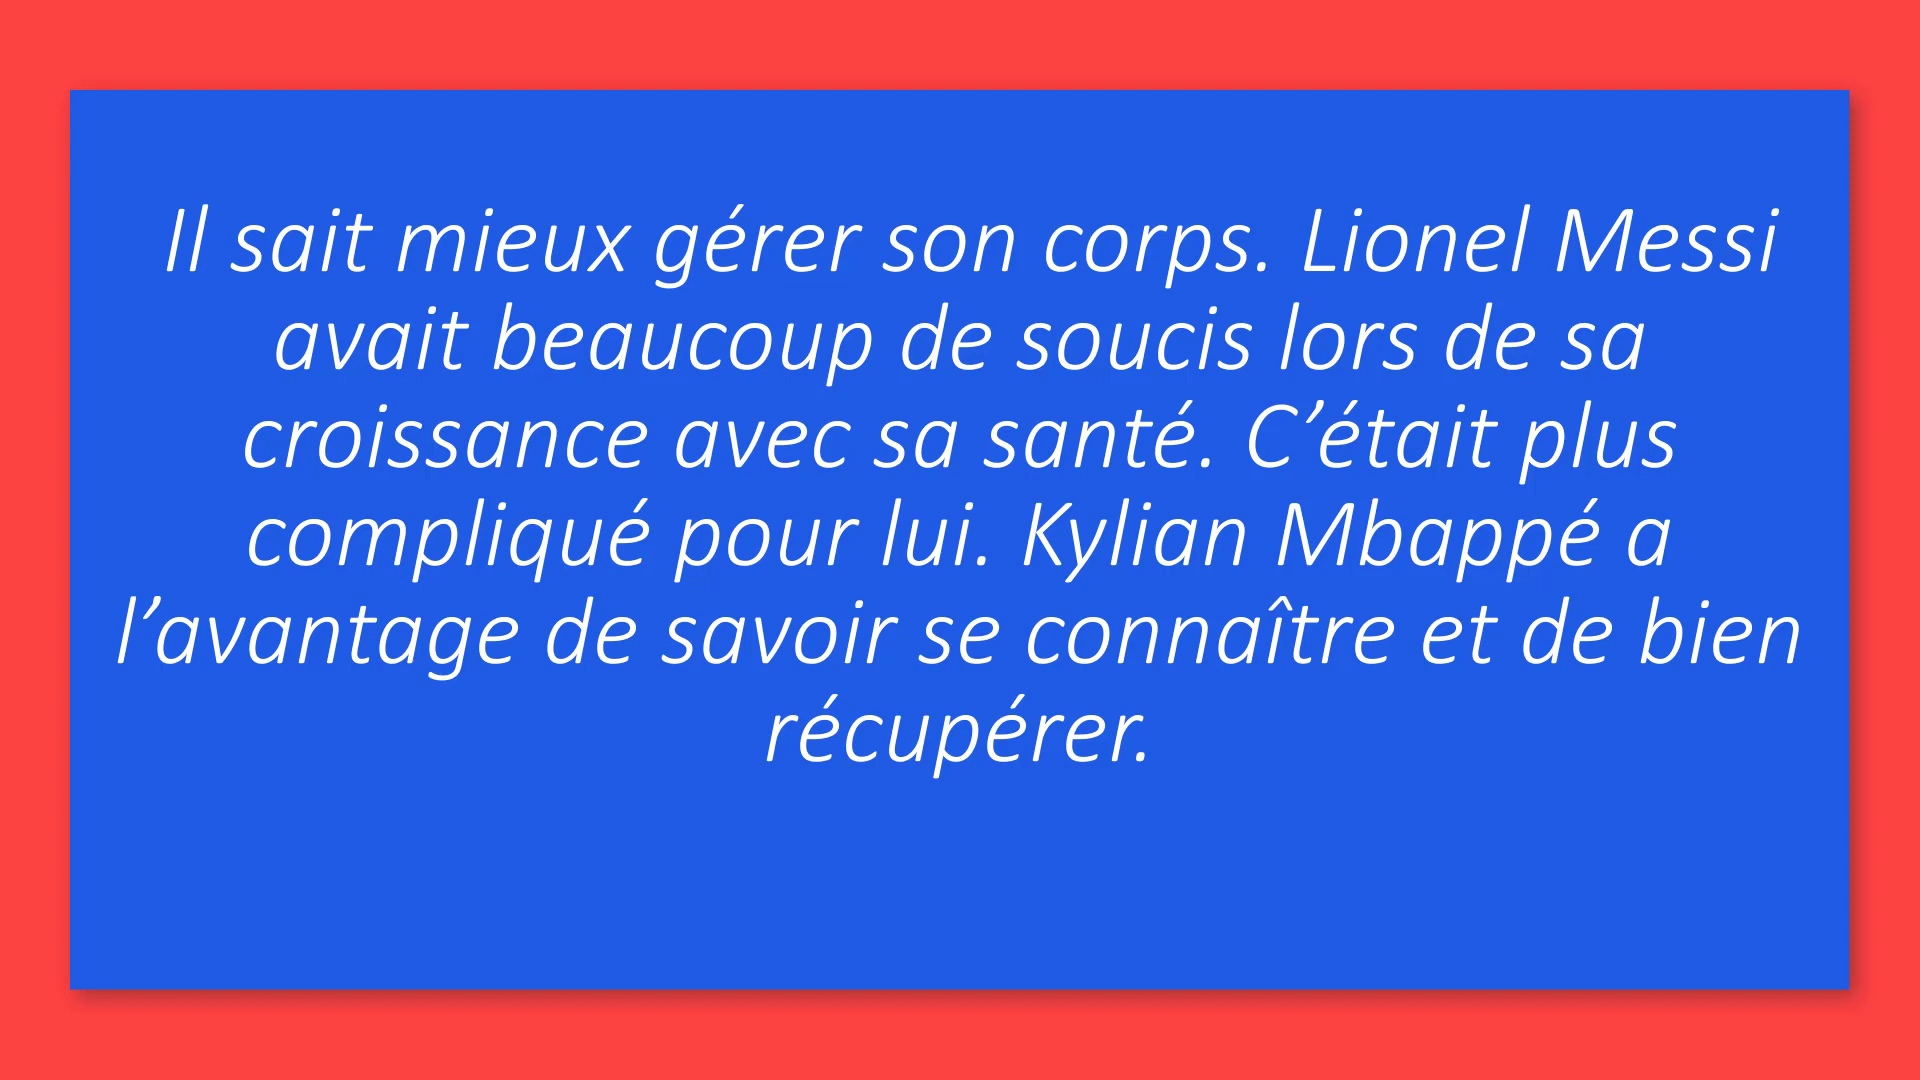 Il sait mieux gérer son corps. Lionel Messi
avait beaucoup de soucis lors de sa
croissance avec sa santé. C’était plus
compliqué pour lui. Kylian Mbappé a
l’avantage de savoir se connaître et de bien
récupérer.